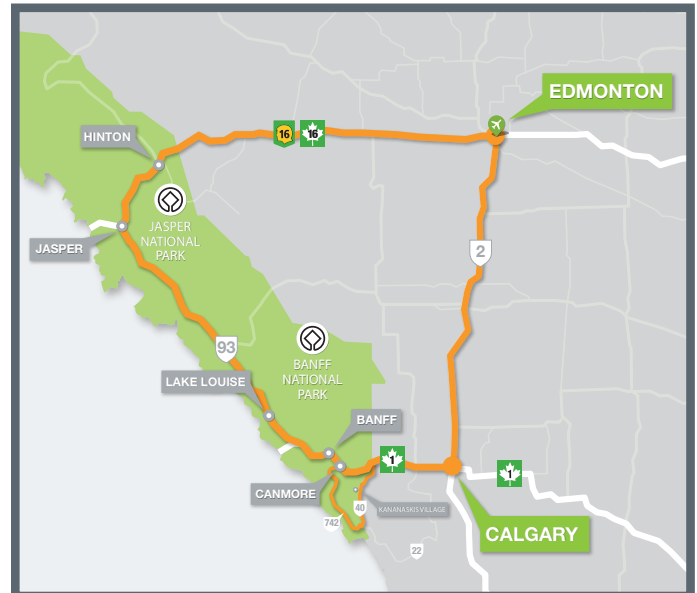 EDMONTON
HINTON
16
16
JASPER
NATIONAL
PARK
JASPER
2
93
BANFF
NATIONAL
PARK
LAKE LOUISE
BANFF
1
1
CANMORE
40
KANANASKIS VILLAGE
742
CALGARY
22